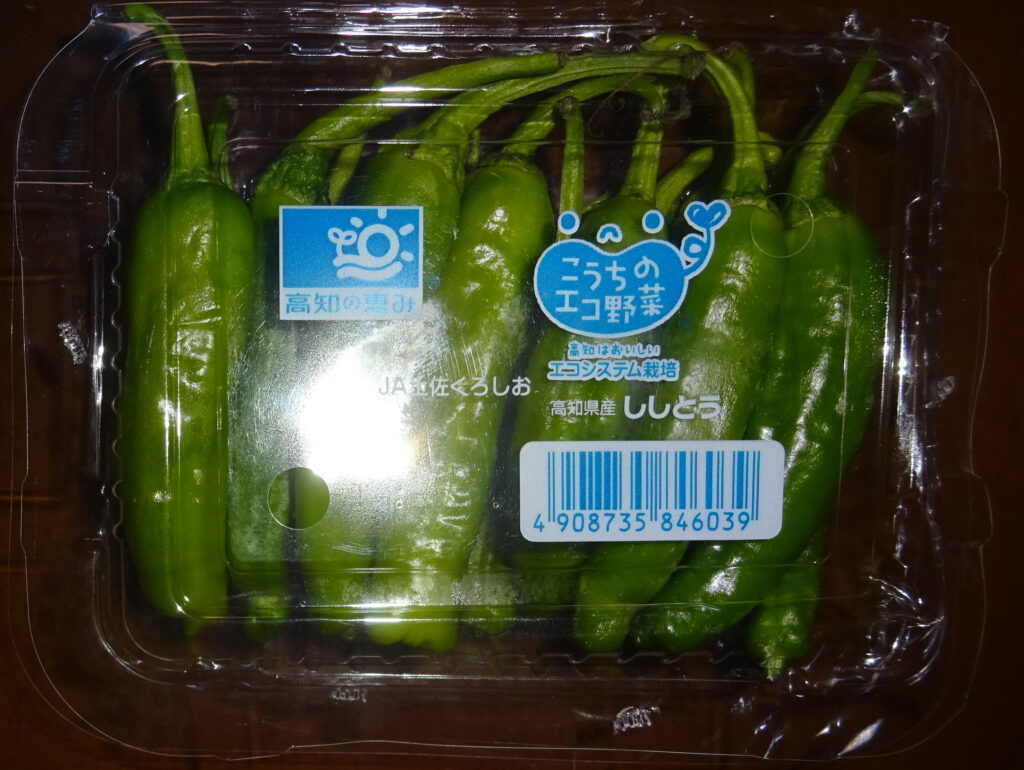 高知の恵み
こうちの
エコ野菜
高知はおいしい
エコシステム栽培
JA土佐くろしお
高知県産 ししとう
4 908735 846039